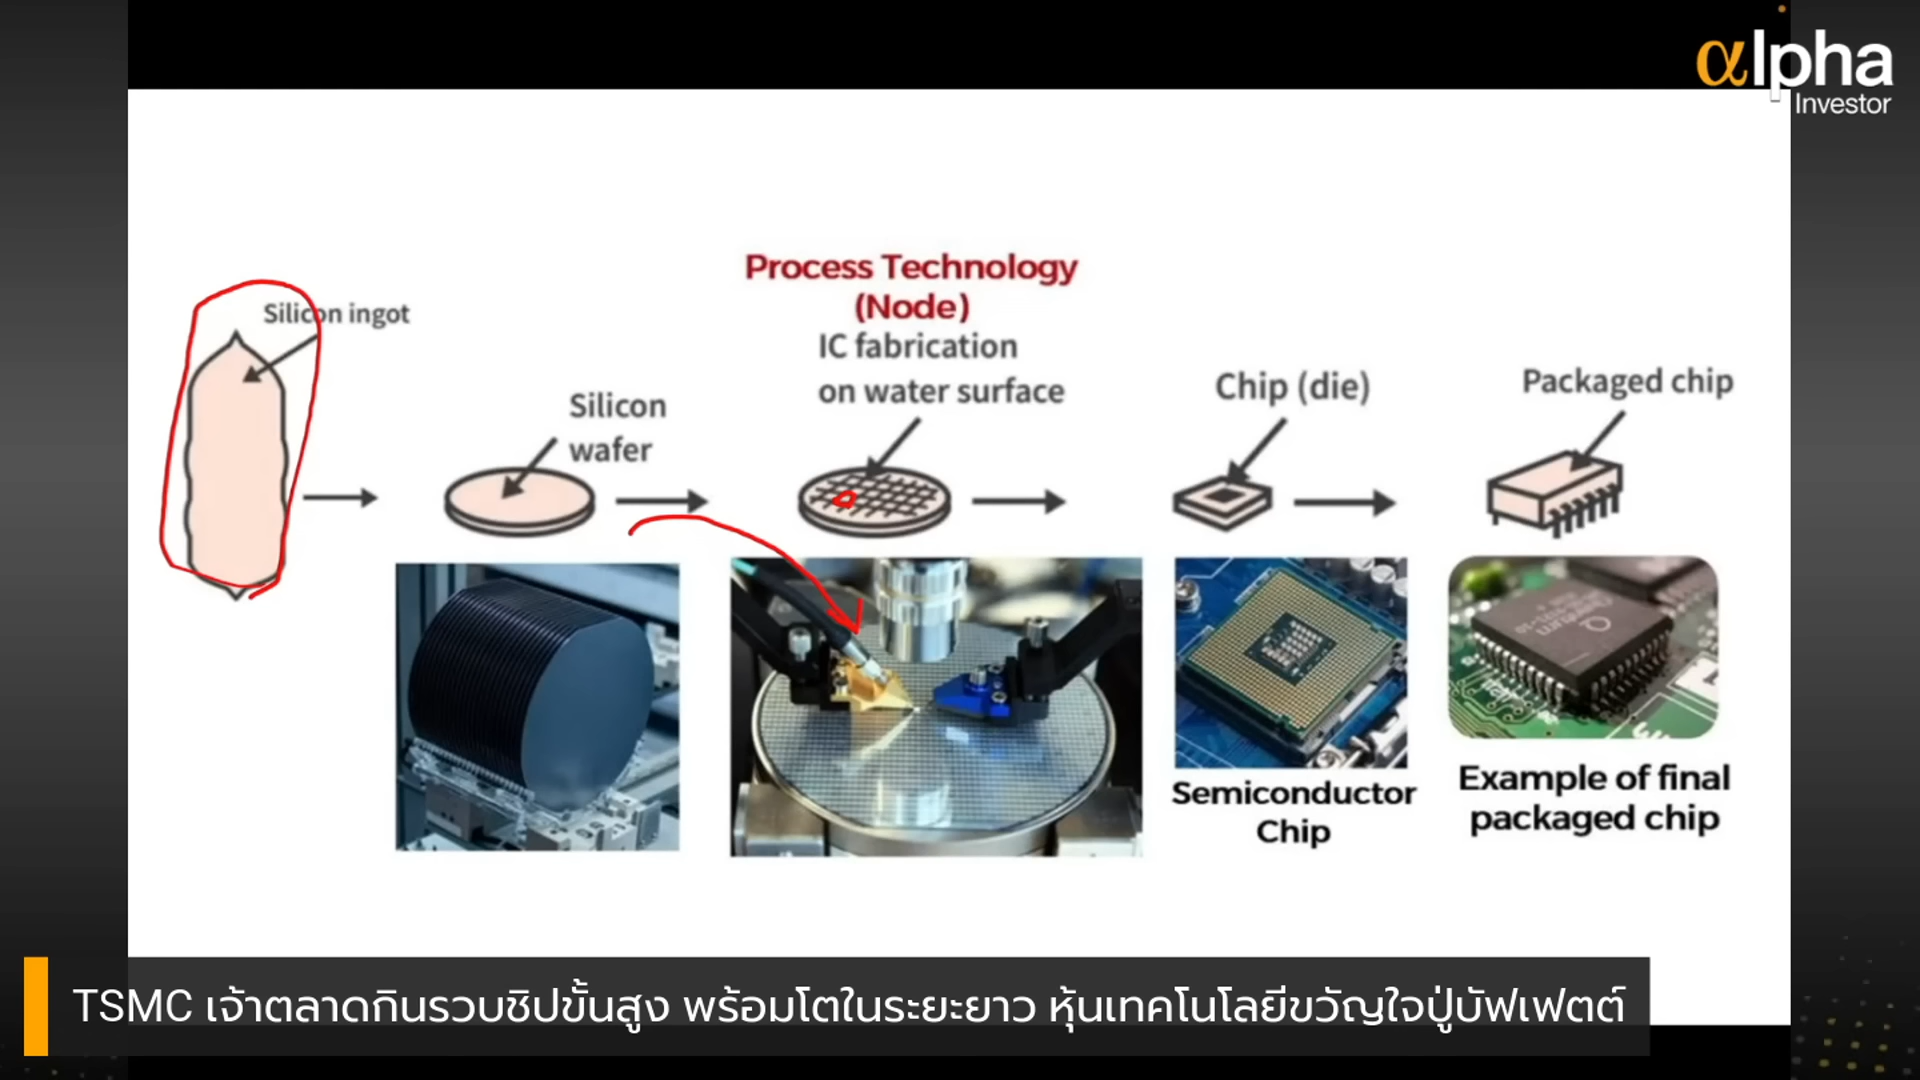 αlpha
Investor
Process Technology
(Node)
Silicon ingot
IC fabrication
on water surface
Silicon
wafer
Chip (die)
Packaged chip
Semiconductor
Chip
Example of final
packaged chip
TSMC เจ้าตลาดกินรวบชิปขั้นสูง พร้อมโตในระยะยาว หุ้นเทคโนโลยีขวัญใจปู่บัฟเฟตต์